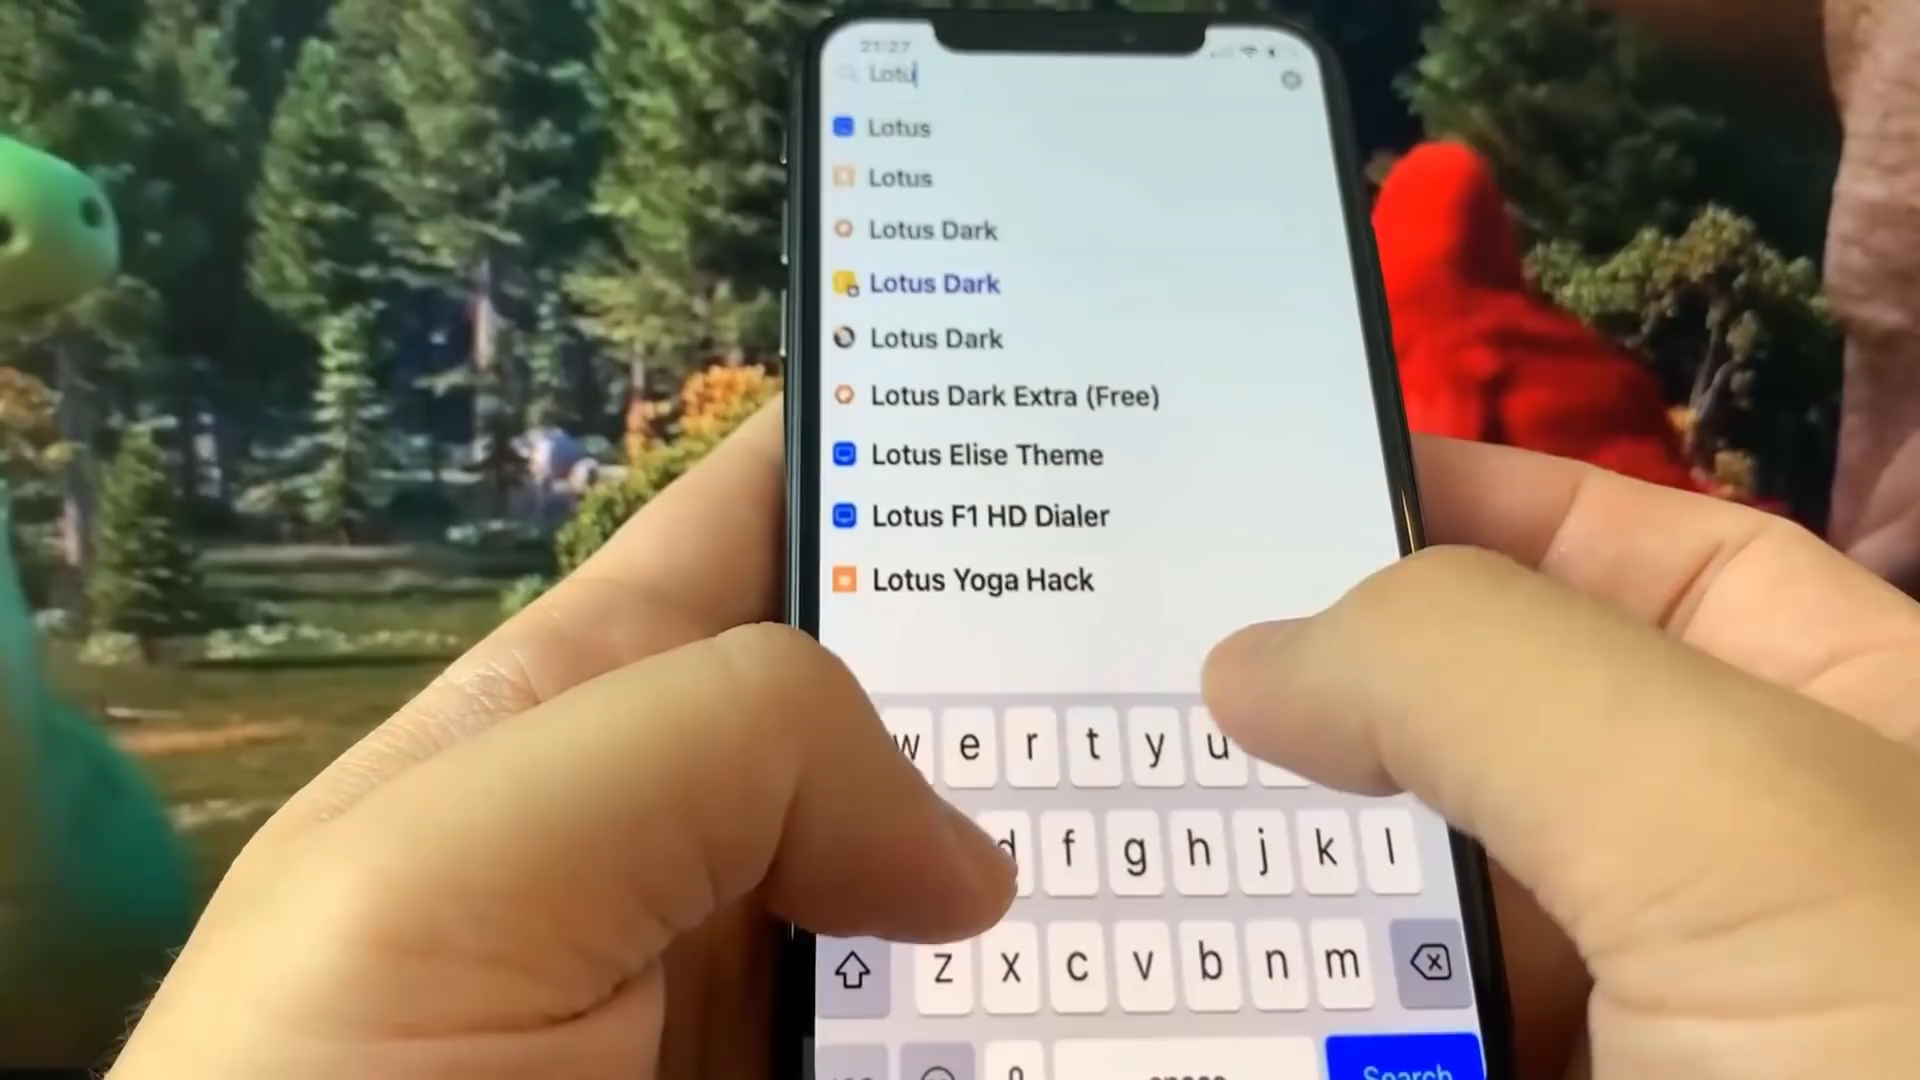 21:27
Lotu
Lotus
Lotus
Lotus Dark
Lotus Dark
Lotus Dark
Lotus Dark Extra (Free)
Lotus Elise Theme
Lotus F1 HD Dialer
Lotus Yoga Hack
w e r t y u
d f g h j k l
z x c v b n m
space Search